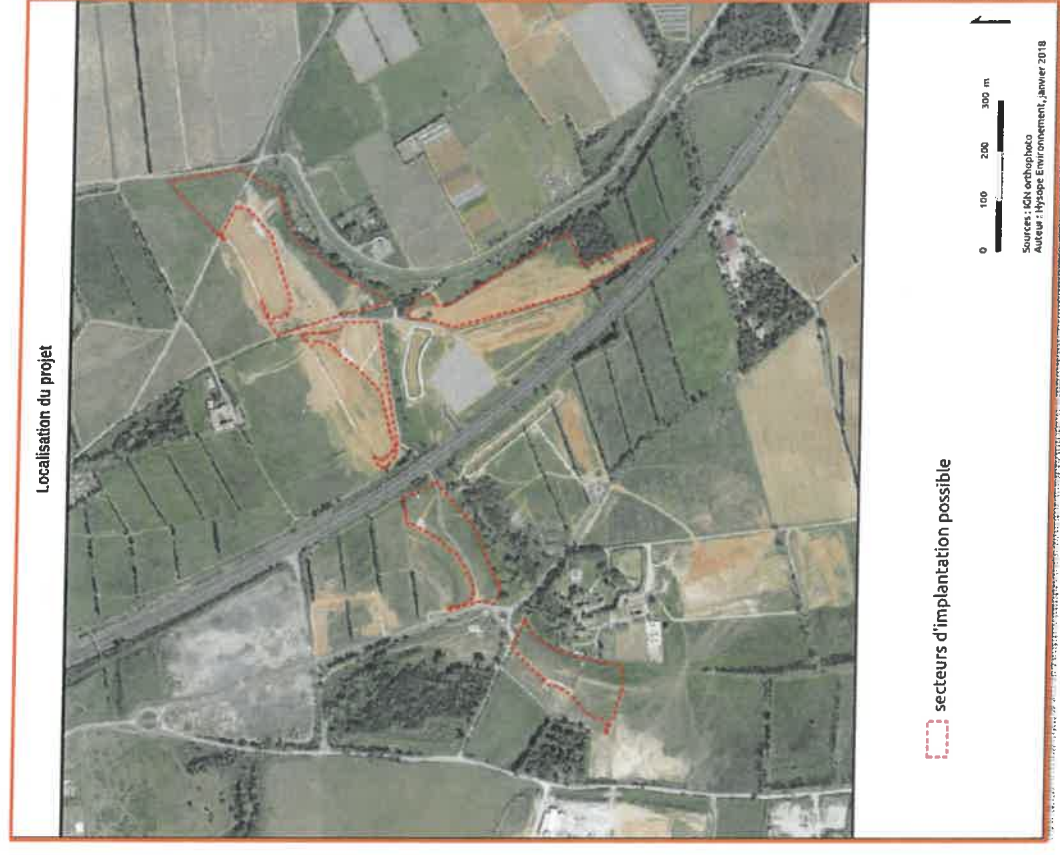 Localisation du projet
secteurs d'implantation possible
0 100 200 300 m
Sources : IGN orthophoto
Auteur : Hysope Environnement, janvier 2018